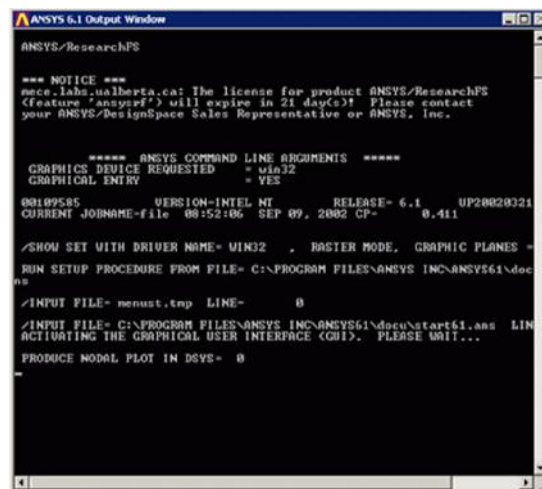 ANSYS 6.1 Output Window
ANSYS/ResearchFS
*** NOTICE ***
mece.labs.ualberta.ca: The license for product ANSYS/ResearchFS
(feature 'ansysrf') will expire in 21 day(s)! Please contact
your ANSYS/DesignSpace Sales Representative or ANSYS, Inc.
***** ANSYS COMMAND LINE ARGUMENTS *****
GRAPHICS DEVICE REQUESTED = win32
GRAPHICAL ENTRY = YES
00109585 VERSION=INTEL NT RELEASE= 6.1 UP20020321
CURRENT JOBNAME=file 08:52:06 SEP 09, 2002 CP= 0.411
/SHOW SET WITH DRIVER NAME= WIN32 , RASTER MODE, GRAPHIC PLANES =
RUN SETUP PROCEDURE FROM FILE= C:\PROGRAM FILES\ANSYS INC\ANSYS61\doc
ns
/INPUT FILE= menust.tmp LINE= 0
/INPUT FILE= C:\PROGRAM FILES\ANSYS INC\ANSYS61\docu\start61.ans LIN
ACTIVATING THE GRAPHICAL USER INTERFACE (GUI). PLEASE WAIT...
PRODUCE NODAL PLOT IN DSYS= 0